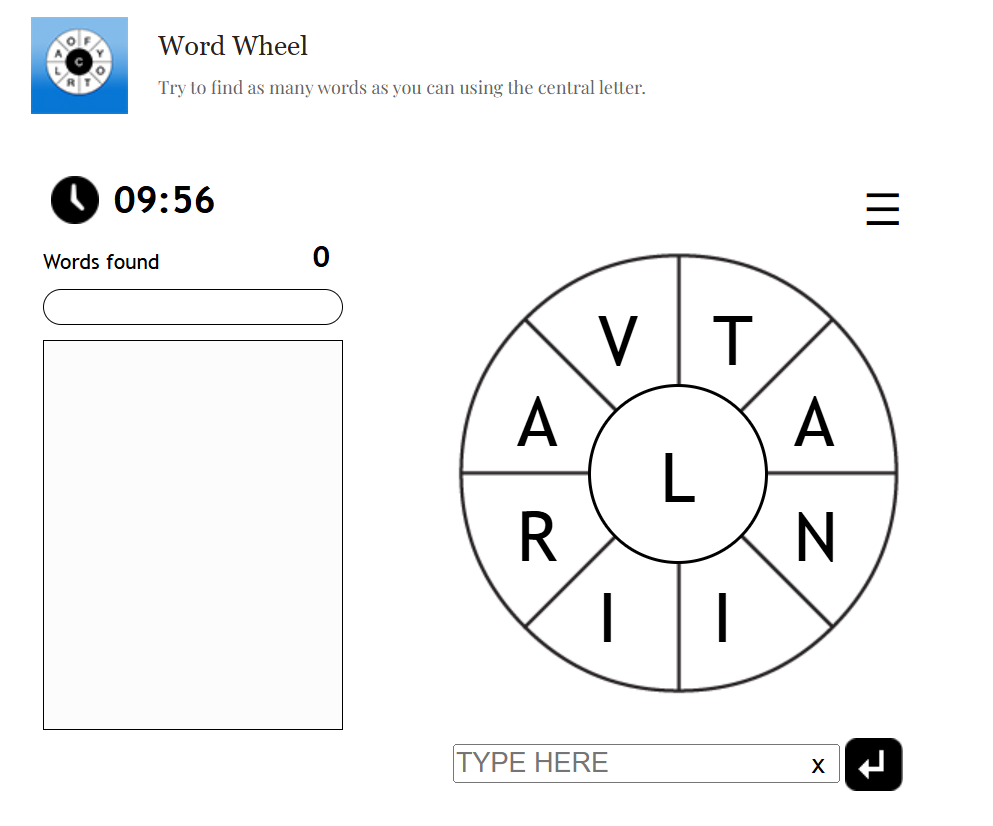 A O F Y O T R L C
Word Wheel
Try to find as many words as you can using the central letter.
09:56
Words found 0
V T
A A
L
R N
I I
TYPE HERE x